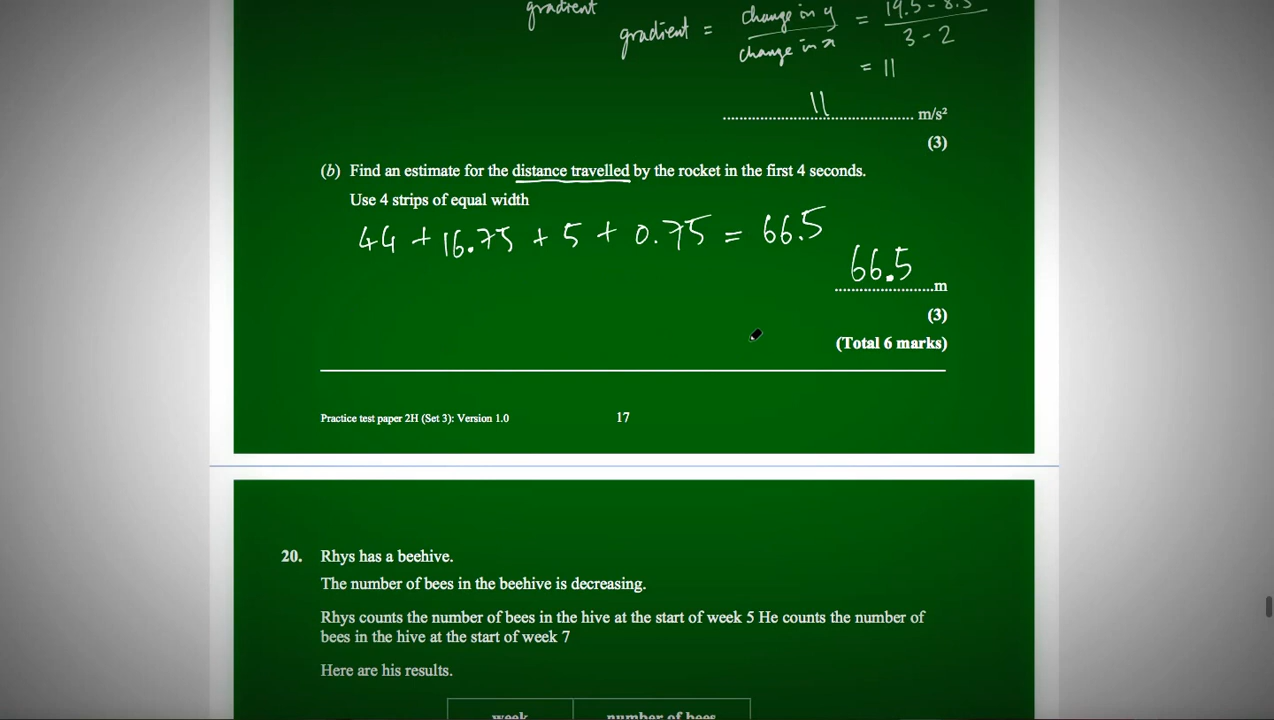 gradient
gradient = change in y / change in x = 19.5 - 8.5 / 3 - 2
= 11
11 m/s²
(3)
(b) Find an estimate for the distance travelled by the rocket in the first 4 seconds.
Use 4 strips of equal width
44 + 16.75 + 5 + 0.75 = 66.5
66.5 m
(3)
(Total 6 marks)
Practice test paper 2H (Set 3): Version 1.0 17
20. Rhys has a beehive.
The number of bees in the beehive is decreasing.
Rhys counts the number of bees in the hive at the start of week 5 He counts the number of
bees in the hive at the start of week 7
Here are his results.
week number of bees